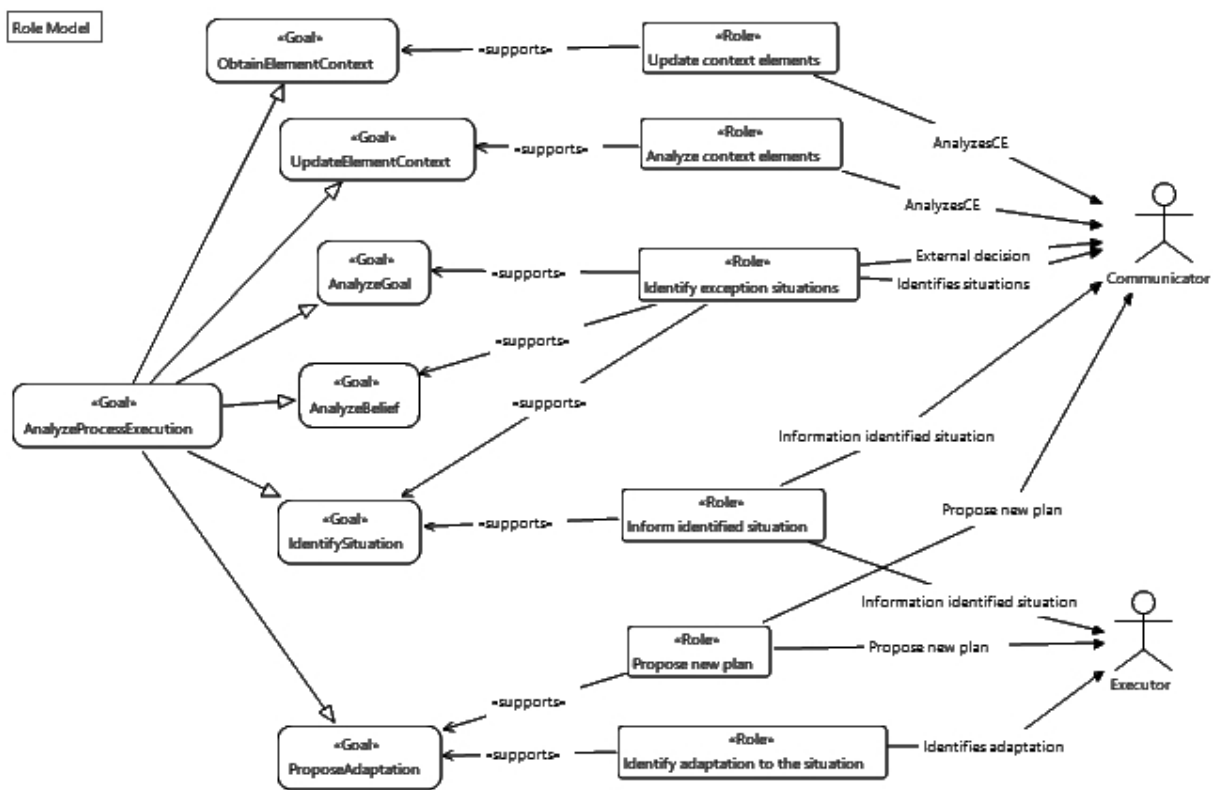 Role Model
«Goal»
ObtainElementContext
«supports»
«Role»
Update context elements
AnalyzesCE
«Goal»
UpdateElementContext
«supports»
«Role»
Analyze context elements
AnalyzesCE
Communicator
«Goal»
AnalyzeGoal
«supports»
«Role»
Identify exception situations
External decision
Identifies situations
«supports»
«Goal»
AnalyzeBelief
«supports»
«Goal»
AnalyzeProcessExecution
Information identified situation
«Goal»
IdentifySituation
«supports»
«Role»
Inform identified situation
Propose new plan
Information identified situation
«Role»
Propose new plan
Propose new plan
Executor
«supports»
«Goal»
ProposeAdaptation
«supports»
«Role»
Identify adaptation to the situation
Identifies adaptation